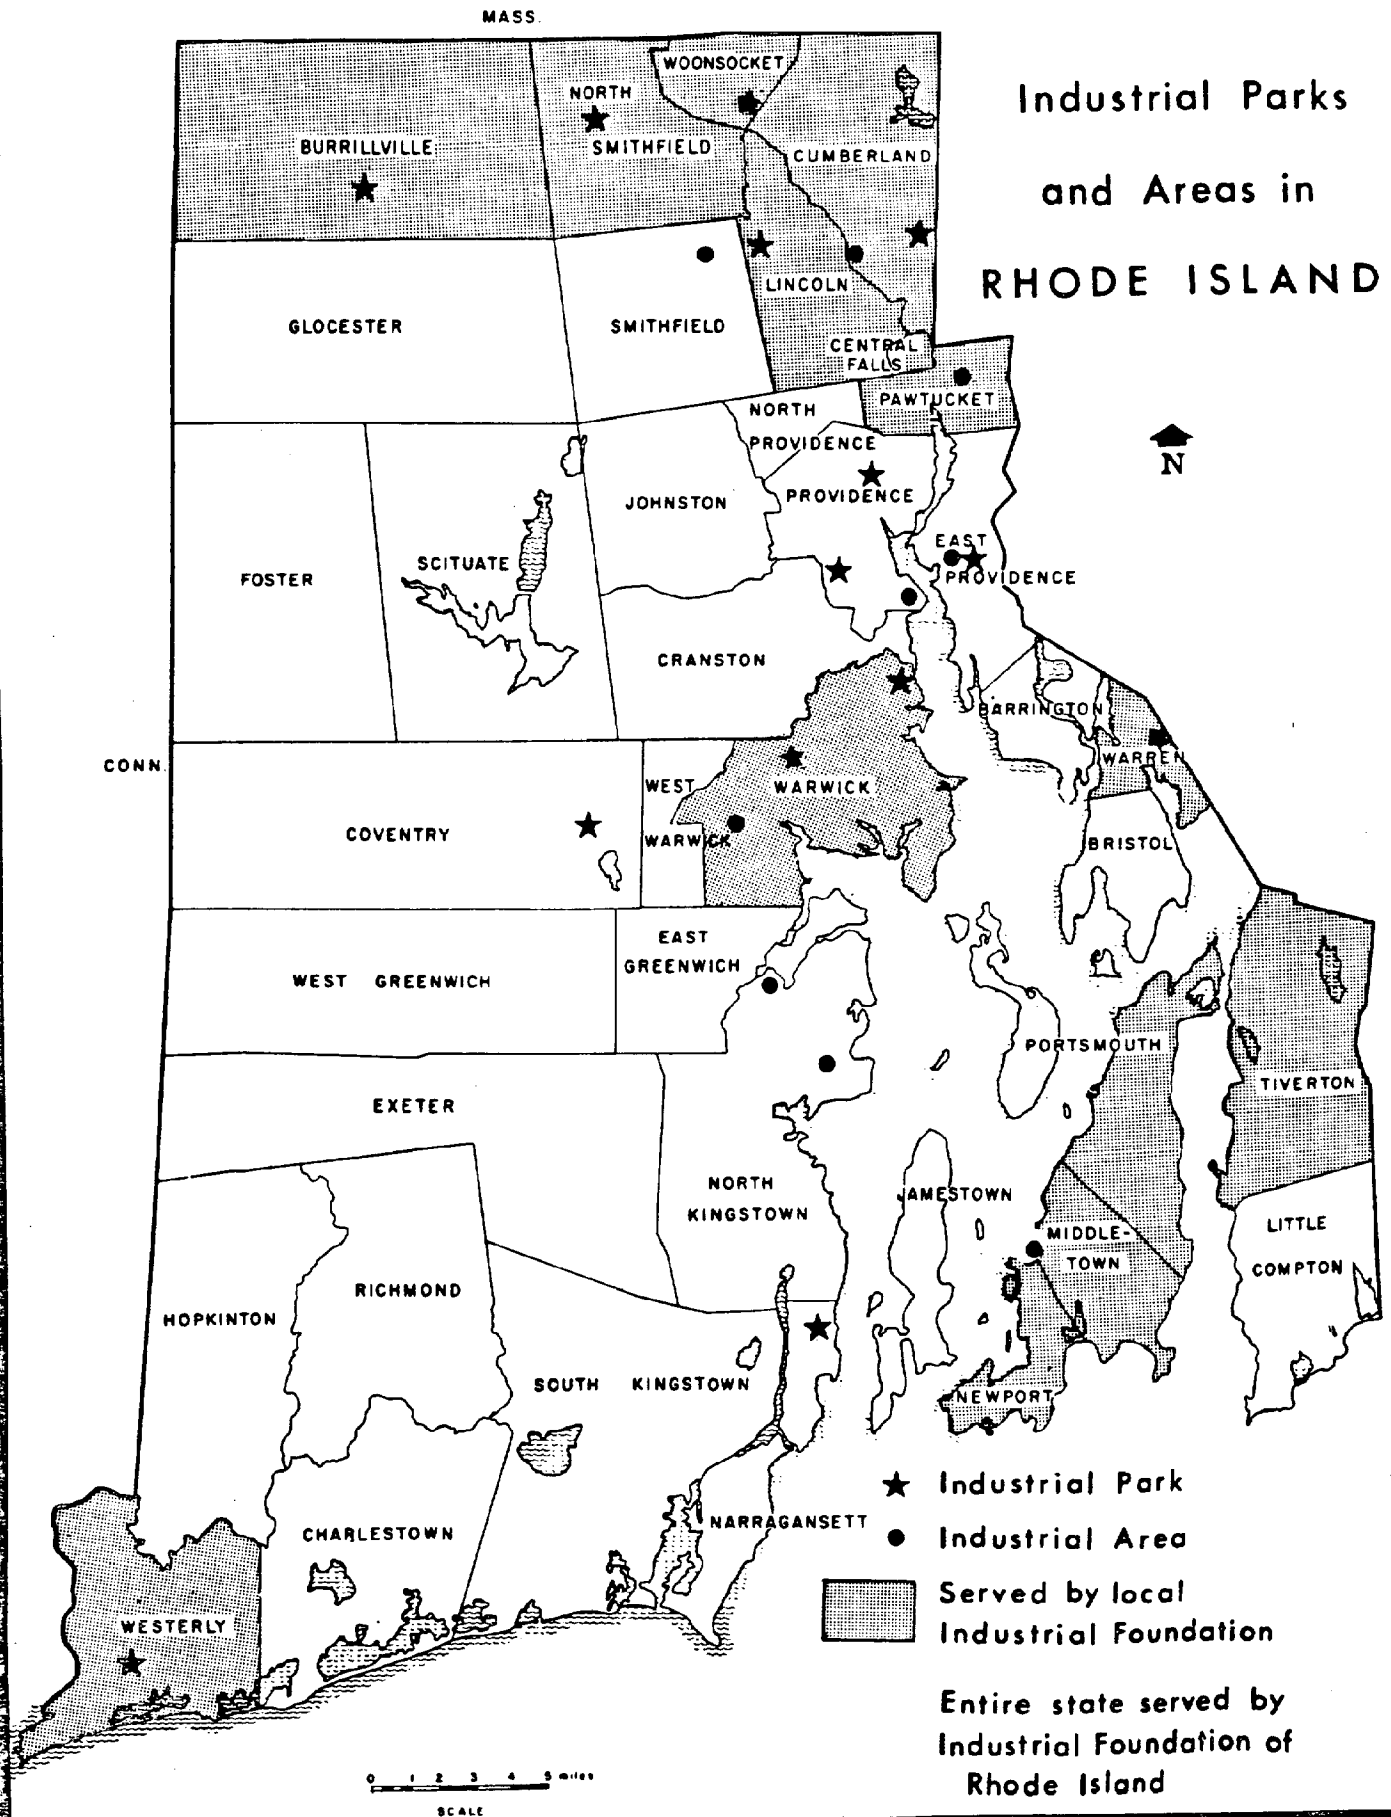 MASS.
Industrial Parks
and Areas in
RHODE ISLAND
WOONSOCKET
NORTH
SMITHFIELD
BURRILLVILLE
CUMBERLAND
LINCOLN
GLOCESTER
SMITHFIELD
CENTRAL
FALLS
PAWTUCKET
NORTH
PROVIDENCE
N
PROVIDENCE
JOHNSTON
EAST
PROVIDENCE
SCITUATE
FOSTER
CRANSTON
BARRINGTON
WARREN
CONN.
WEST
WARWICK
WARWICK
COVENTRY
BRISTOL
EAST
GREENWICH
WEST GREENWICH
PORTSMOUTH
TIVERTON
EXETER
NORTH
KINGSTOWN
JAMESTOWN
MIDDLE-
TOWN
LITTLE
COMPTON
RICHMOND
HOPKINTON
SOUTH KINGSTOWN
NEWPORT
Industrial Park
NARRAGANSETT
CHARLESTOWN
Industrial Area
Served by local
Industrial Foundation
WESTERLY
Entire state served by
Industrial Foundation of
Rhode Island
0 1 2 3 4 5 miles
SCALE